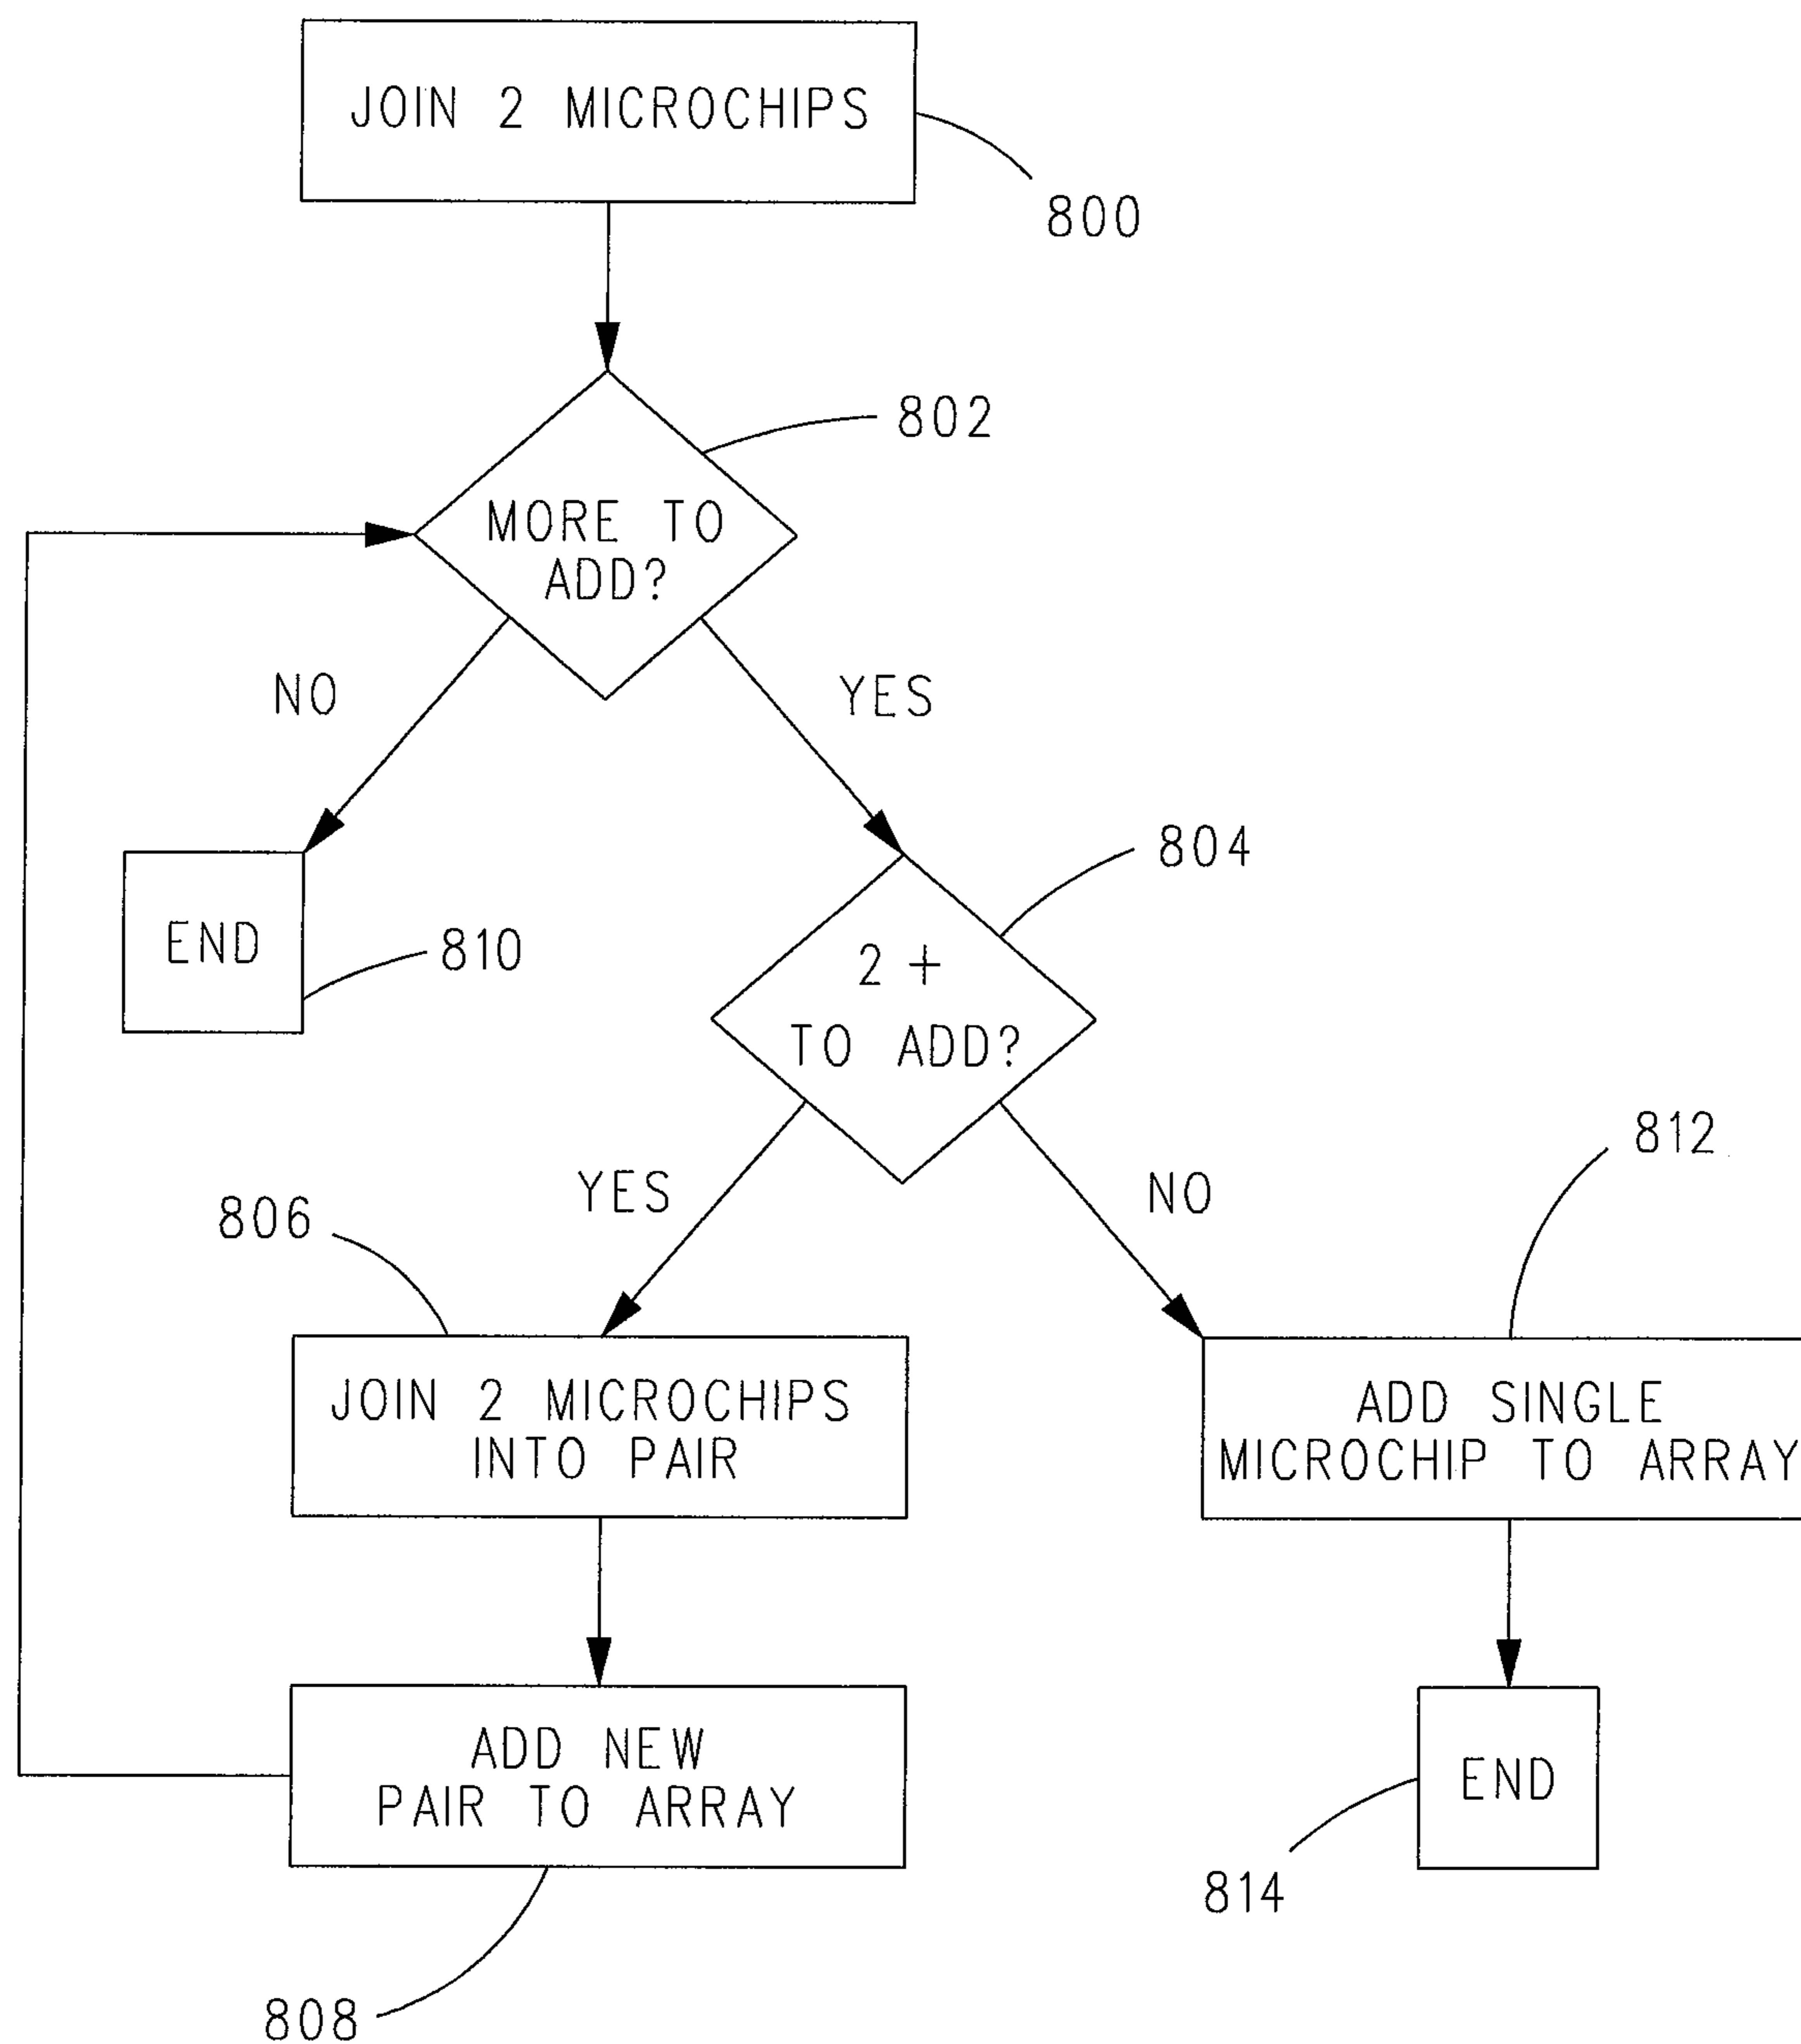 JOIN 2 MICROCHIPS
800
802
MORE TO
ADD?
NO
YES
804
END
810
2 +
TO ADD?
812
YES
NO
806
JOIN 2 MICROCHIPS
INTO PAIR
ADD SINGLE
MICROCHIP TO ARRAY
ADD NEW
PAIR TO ARRAY
END
814
808